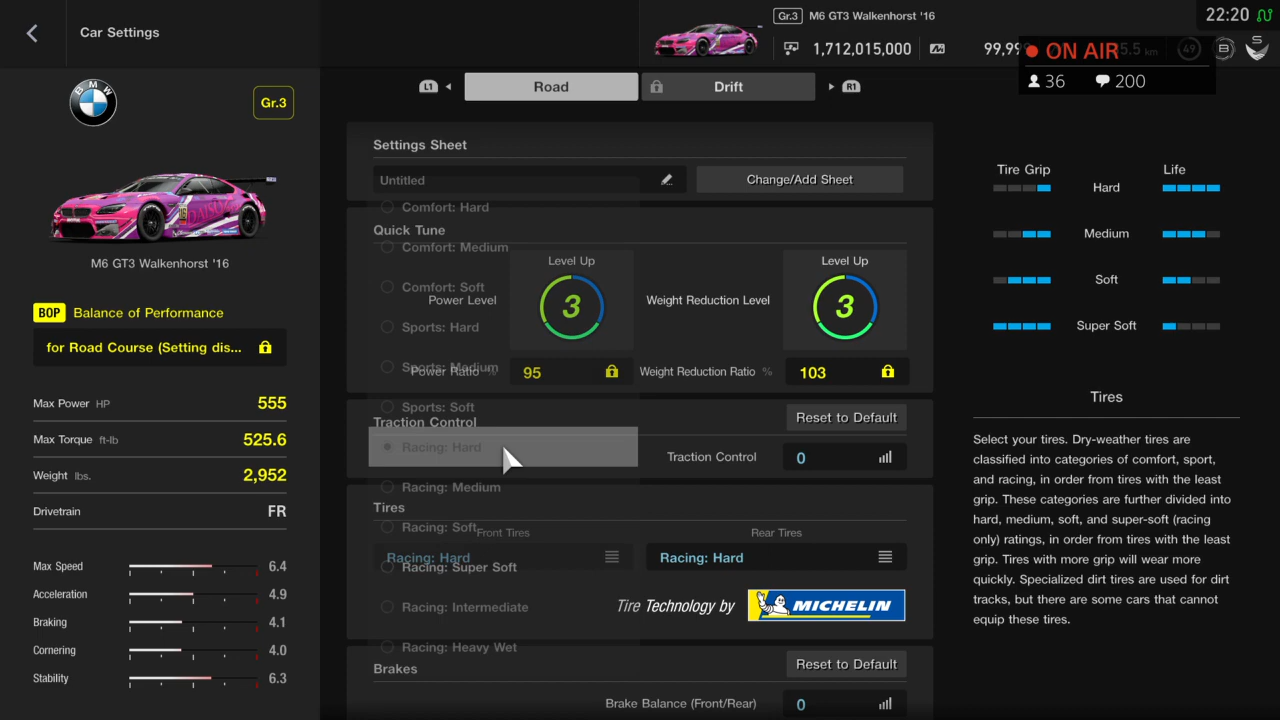 Car Settings
Gr.3 M6 GT3 Walkenhorst '16
1,712,015,000
22:20
ON AIR
36 200
49 B S
L1 Road Drift R1
BMW
Gr.3
M6 GT3 Walkenhorst '16
BOP Balance of Performance
for Road Course (Setting dis...
Max Power HP 555
Max Torque ft-lb 525.6
Weight lbs. 2,952
Drivetrain FR
Max Speed 6.4
Acceleration 4.9
Braking 4.1
Cornering 4.0
Stability 6.3
Settings Sheet
Untitled Change/Add Sheet
Comfort: Hard
Quick Tune
Comfort: Medium
Level Up Level Up
Comfort: Soft
Power Level 3 Weight Reduction Level 3
Sports: Hard
Sports: Medium
Power Ratio % 95 Weight Reduction Ratio % 103
Sports: Soft
Traction Control Reset to Default
Racing: Hard
Traction Control 0
Racing: Medium
Tires
Racing: Soft
Front Tires Rear Tires
Racing: Hard Racing: Hard
Racing: Super Soft
Racing: Intermediate
Tire Technology by MICHELIN
Racing: Heavy Wet
Brakes Reset to Default
Brake Balance (Front/Rear) 0
Tire Grip Life
Hard
Medium
Soft
Super Soft
Tires
Select your tires. Dry-weather tires are
classified into categories of comfort, sport,
and racing, in order from tires with the least
grip. These categories are further divided into
hard, medium, soft, and super-soft (racing
only) ratings, in order from tires with the least
grip. Tires with more grip will wear more
quickly. Specialized dirt tires are used for dirt
tracks, but there are some cars that cannot
equip these tires.